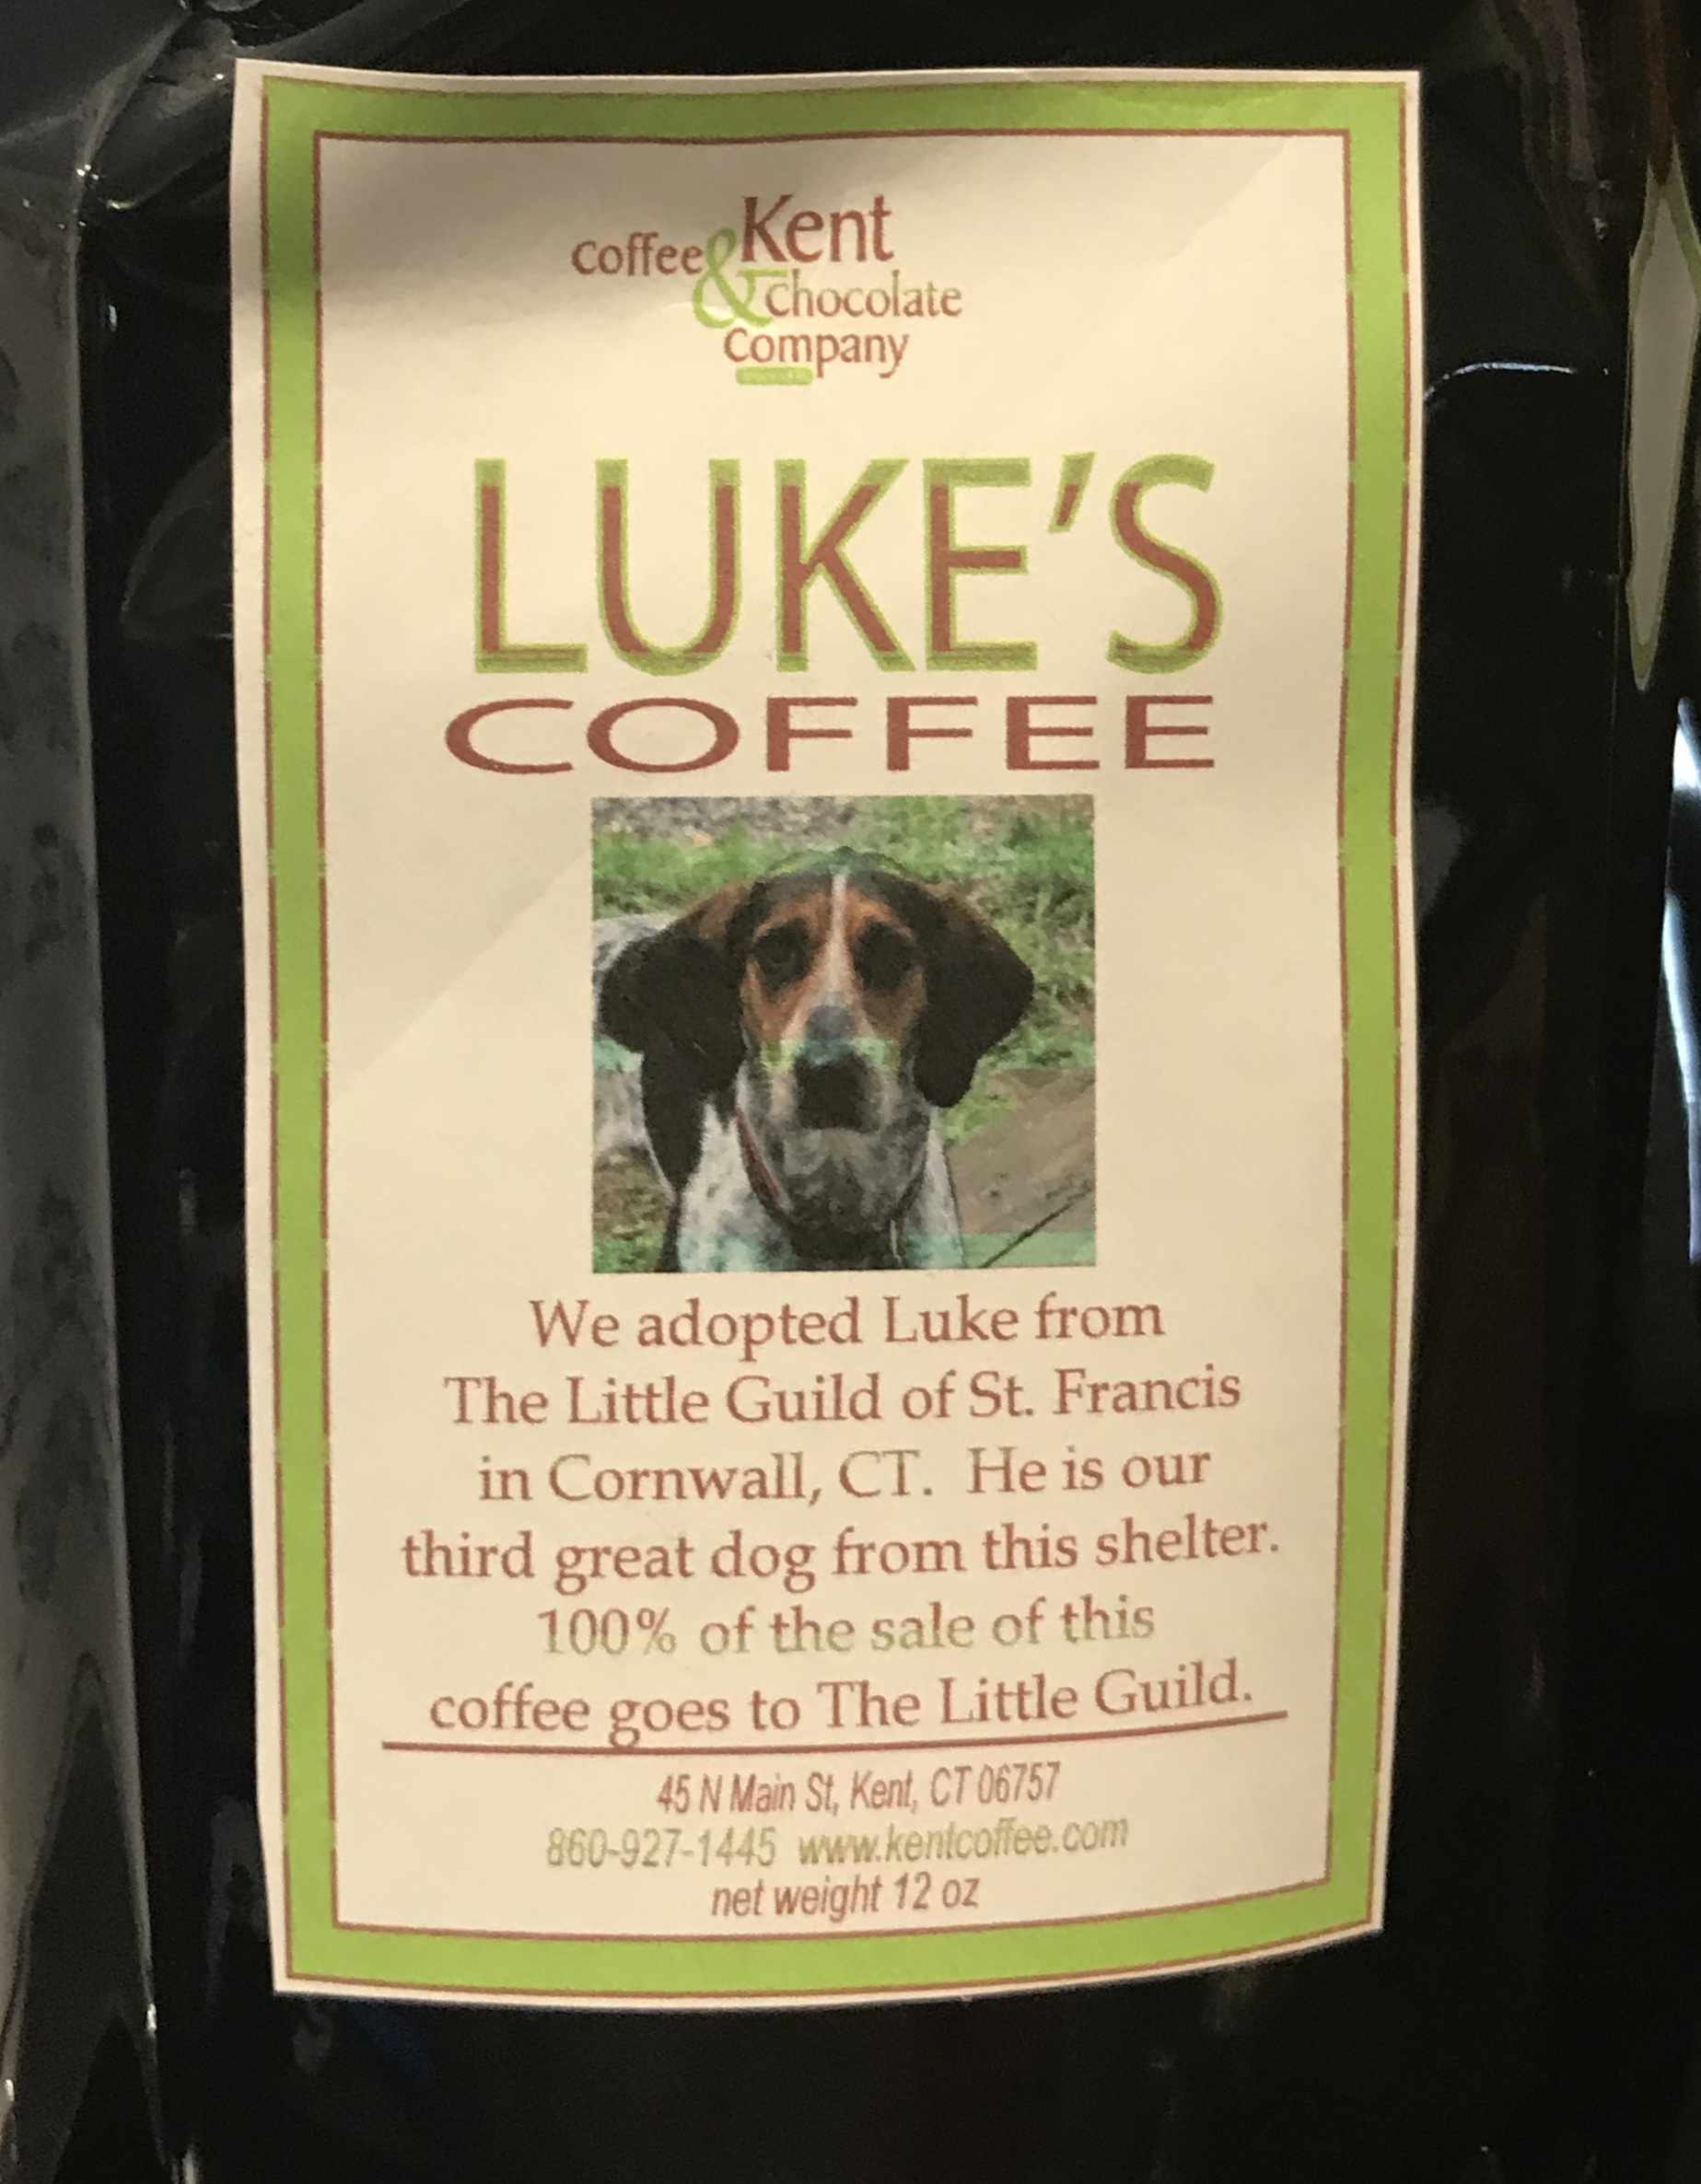 Kent
Coffee &
Chocolate
Company
LUKE'S
COFFEE
We adopted Luke from
The Little Guild of St. Francis
in Cornwall, CT. He is our
third great dog from this shelter.
100% of the sale of this
coffee goes to The Little Guild.
45 N Main St, Kent, CT 06757
860-927-1445 www.kentcoffee.com
net weight 12 oz